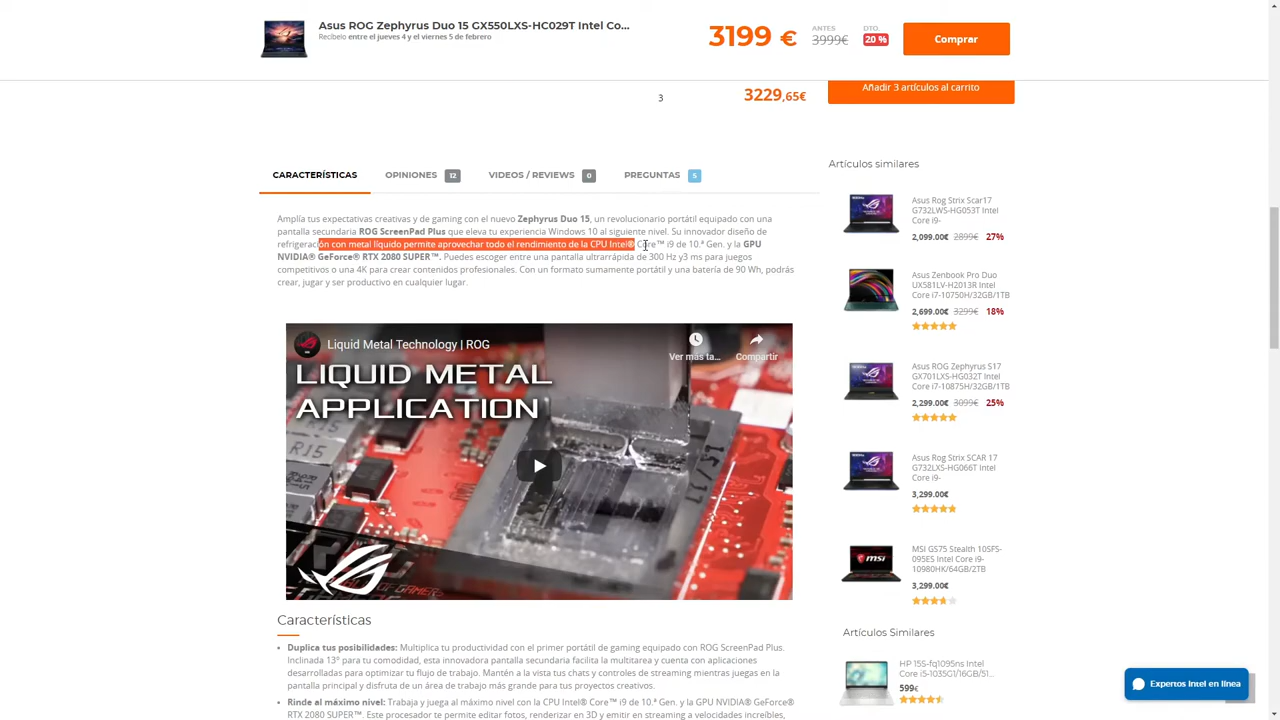 Asus ROG Zephyrus Duo 15 GX550LXS-HC029T Intel Co...
Recíbelo entre el jueves 4 y el viernes 5 de febrero
3199 €
ANTES
3999€
DTO.
20 %
Comprar
3
3229,65€
Añadir 3 artículos al carrito
CARACTERÍSTICAS
OPINIONES 12
VIDEOS / REVIEWS 0
PREGUNTAS 5
Amplía tus expectativas creativas y de gaming con el nuevo Zephyrus Duo 15, un revolucionario portátil equipado con una
pantalla secundaria ROG ScreenPad Plus que eleva tu experiencia Windows 10 al siguiente nivel. Su innovador diseño de
refrigeración con metal líquido permite aprovechar todo el rendimiento de la CPU Intel® Core™ i9 de 10.ª Gen. y la GPU
NVIDIA® GeForce® RTX 2080 SUPER™. Puedes escoger entre una pantalla ultrarrápida de 300 Hz y3 ms para juegos
competitivos o una 4K para crear contenidos profesionales. Con un formato sumamente portátil y una batería de 90 Wh, podrás
crear, jugar y ser productivo en cualquier lugar.
Liquid Metal Technology | ROG
Ver más ta...
Compartir
LIQUID METAL
APPLICATION
R15
OF GAMERS
Características
Duplica tus posibilidades: Multiplica tu productividad con el primer portátil de gaming equipado con ROG ScreenPad Plus.
Inclinada 13° para tu comodidad, esta innovadora pantalla secundaria facilita la multitarea y cuenta con aplicaciones
desarrolladas para optimizar tu flujo de trabajo. Mantén a la vista tus chats y controles de streaming mientras juegas en la
pantalla principal y disfruta de un área de trabajo más grande para tus proyectos creativos.
Rinde al máximo nivel: Trabaja y juega al máximo nivel con la CPU Intel® Core™ i9 de 10.ª Gen. y la GPU NVIDIA® GeForce®
RTX 2080 SUPER™. Este procesador te permite editar fotos, renderizar en 3D y emitir en streaming a velocidades increíbles,
Artículos similares
Asus Rog Strix Scar17
G732LWS-HG053T Intel
Core i9-
2,099.00€ 2899€ 27%
Asus Zenbook Pro Duo
UX581LV-H2013R Intel
Core i7-10750H/32GB/1TB
2,699.00€ 3299€ 18%
Asus ROG Zephyrus S17
GX701LXS-HG032T Intel
Core i7-10875H/32GB/1TB
2,299.00€ 3099€ 25%
Asus Rog Strix SCAR 17
G732LXS-HG066T Intel
Core i9-
3,299.00€
MSI GS75 Stealth 10SFS-
095ES Intel Core i9-
10980HK/64GB/2TB
3,299.00€
Artículos Similares
HP 15S-fq1095ns Intel
Core i5-1035G1/16GB/51...
599€
Expertos Intel en línea